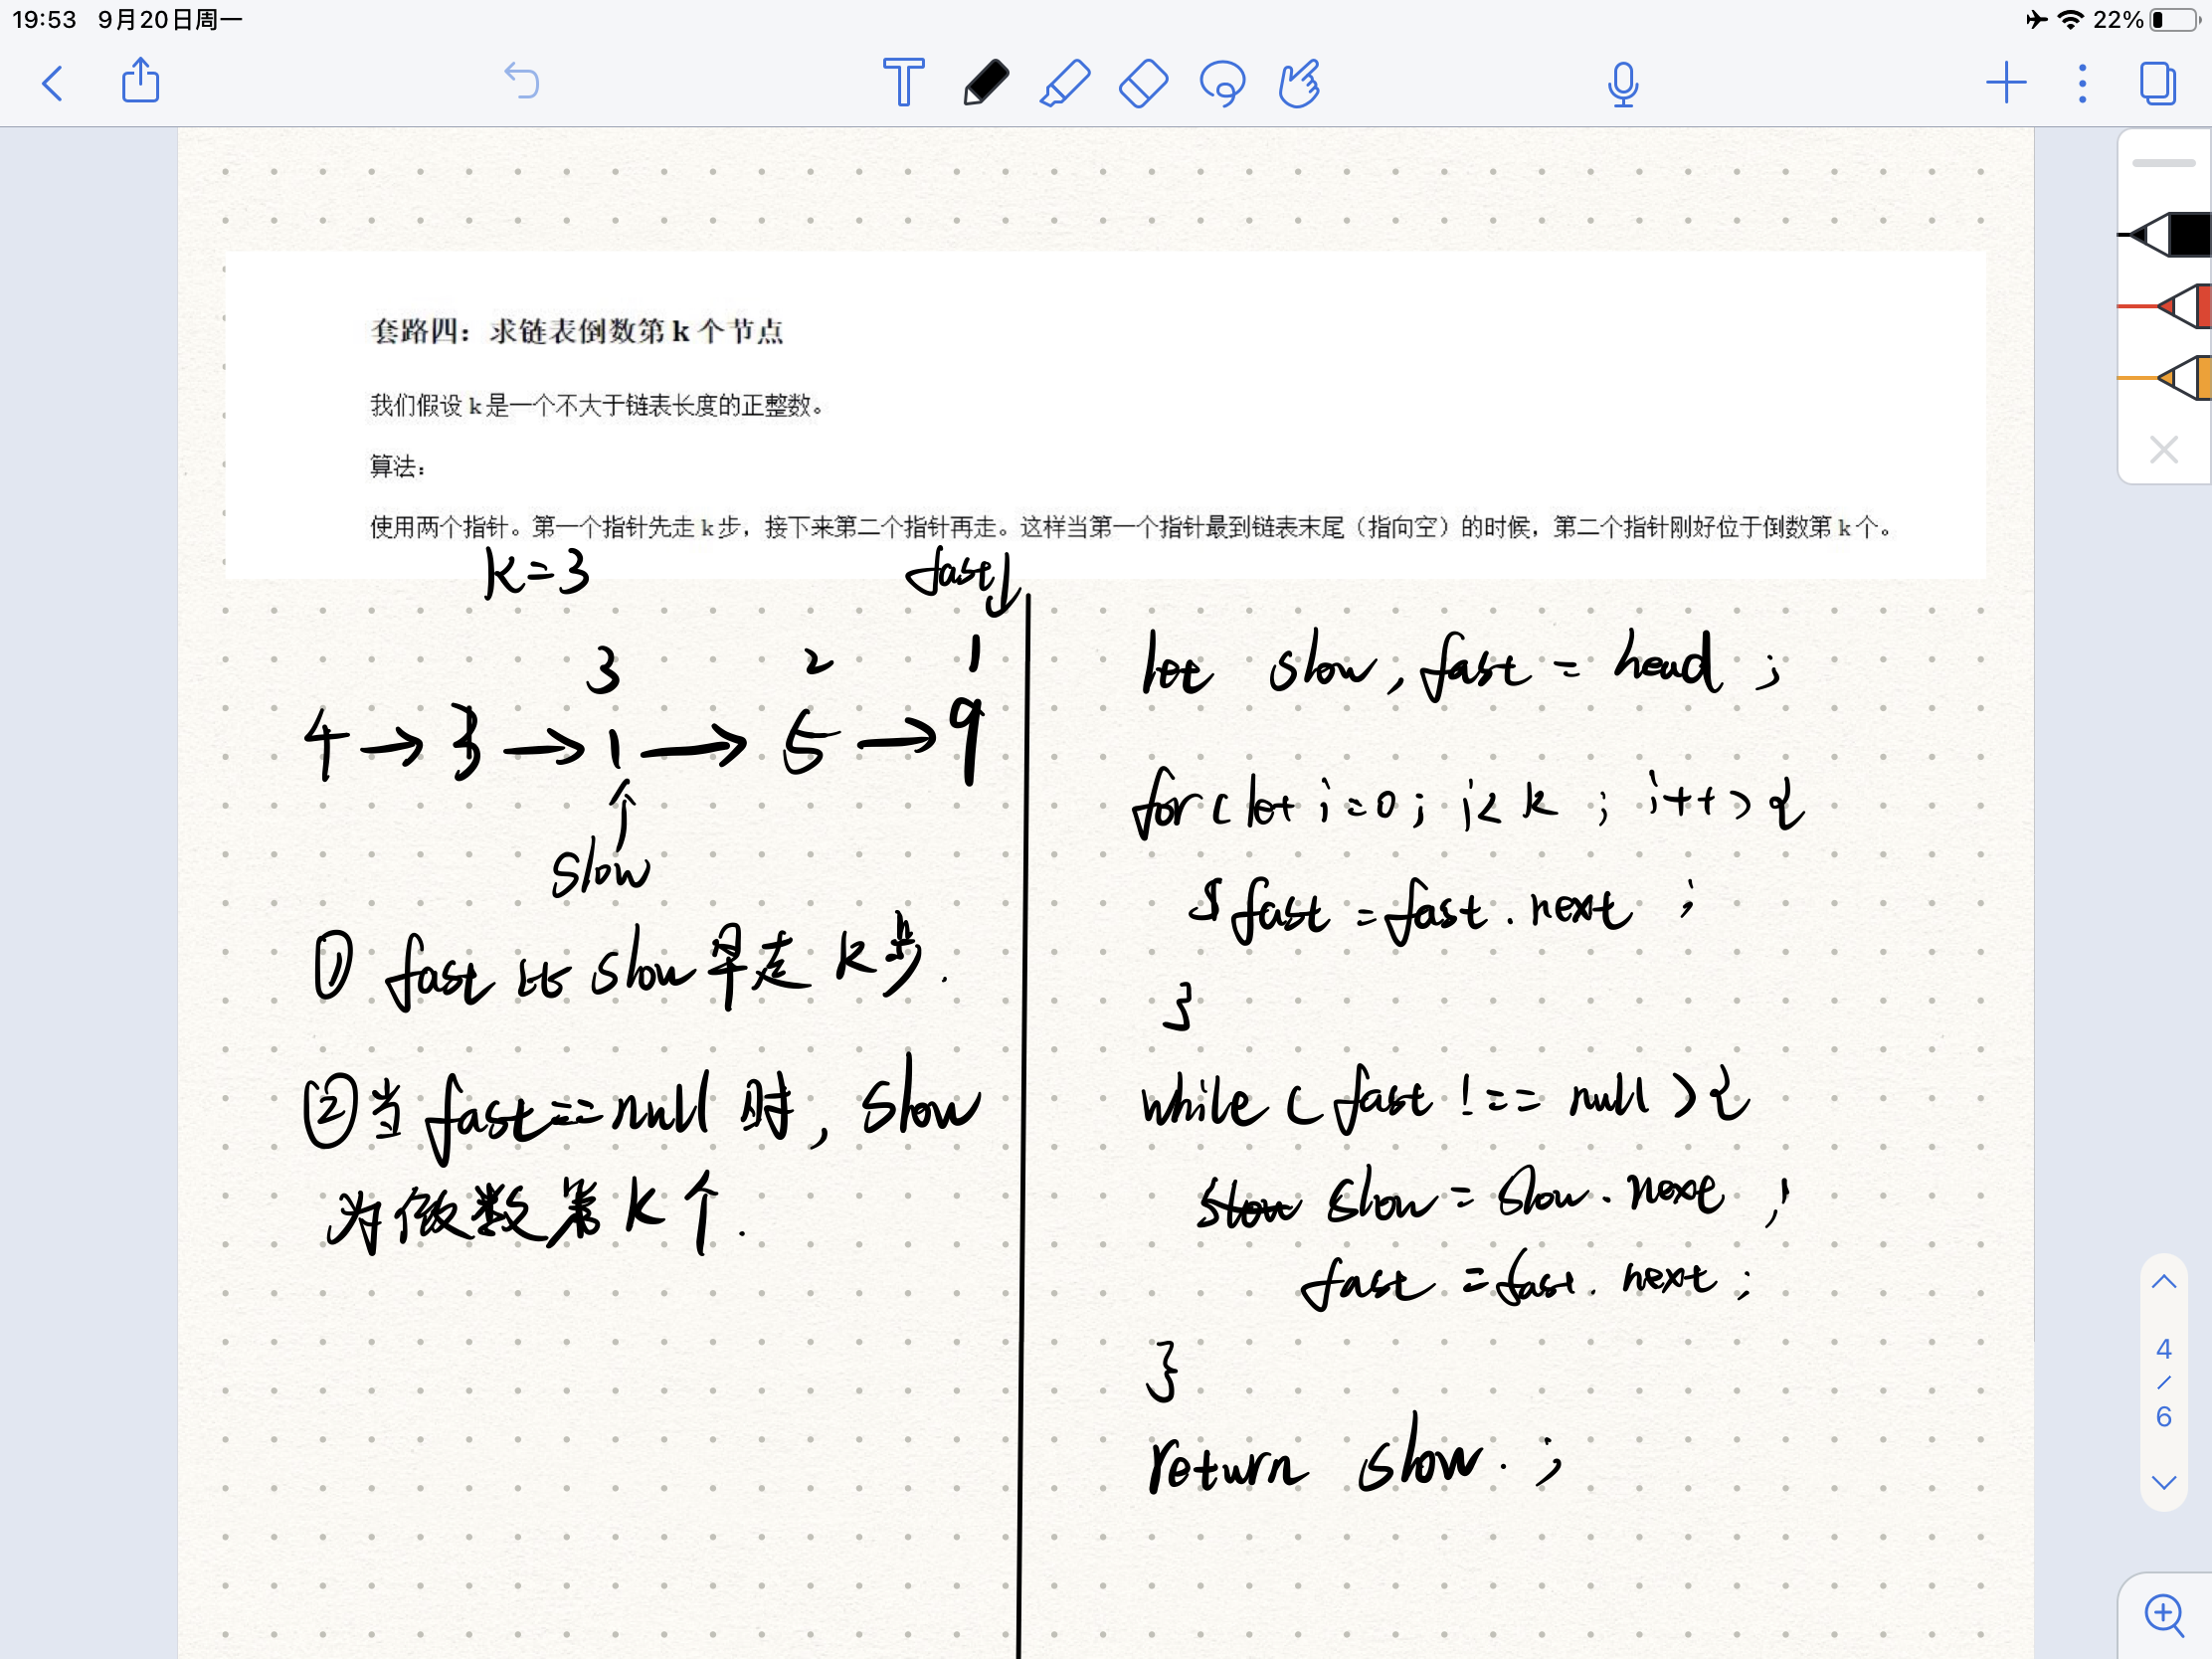 19:53 9月20日周一
22%
套路四：求链表倒数第 k 个节点
我们假设 k 是一个不大于链表长度的正整数。
算法：
使用两个指针。第一个指针先走 k 步，接下来第二个指针再走。这样当第一个指针最到链表末尾（指向空）的时候，第二个指针刚好位于倒数第 k 个。
k=3
fast↓
3 2 1
4→3→1→5→9
↑
slow
① fast 比 slow 早走 k 步.
②当 fast==null 时, slow
为倒数第 k 个.
let slow, fast = head ;
for ( let i=0 ; i< k ; i++ ) {
fast = fast.next ;
}
while ( fast !== null ) {
slow slow = slow.next ;
fast = fast.next ;
}
return slow. ;
4
/
6